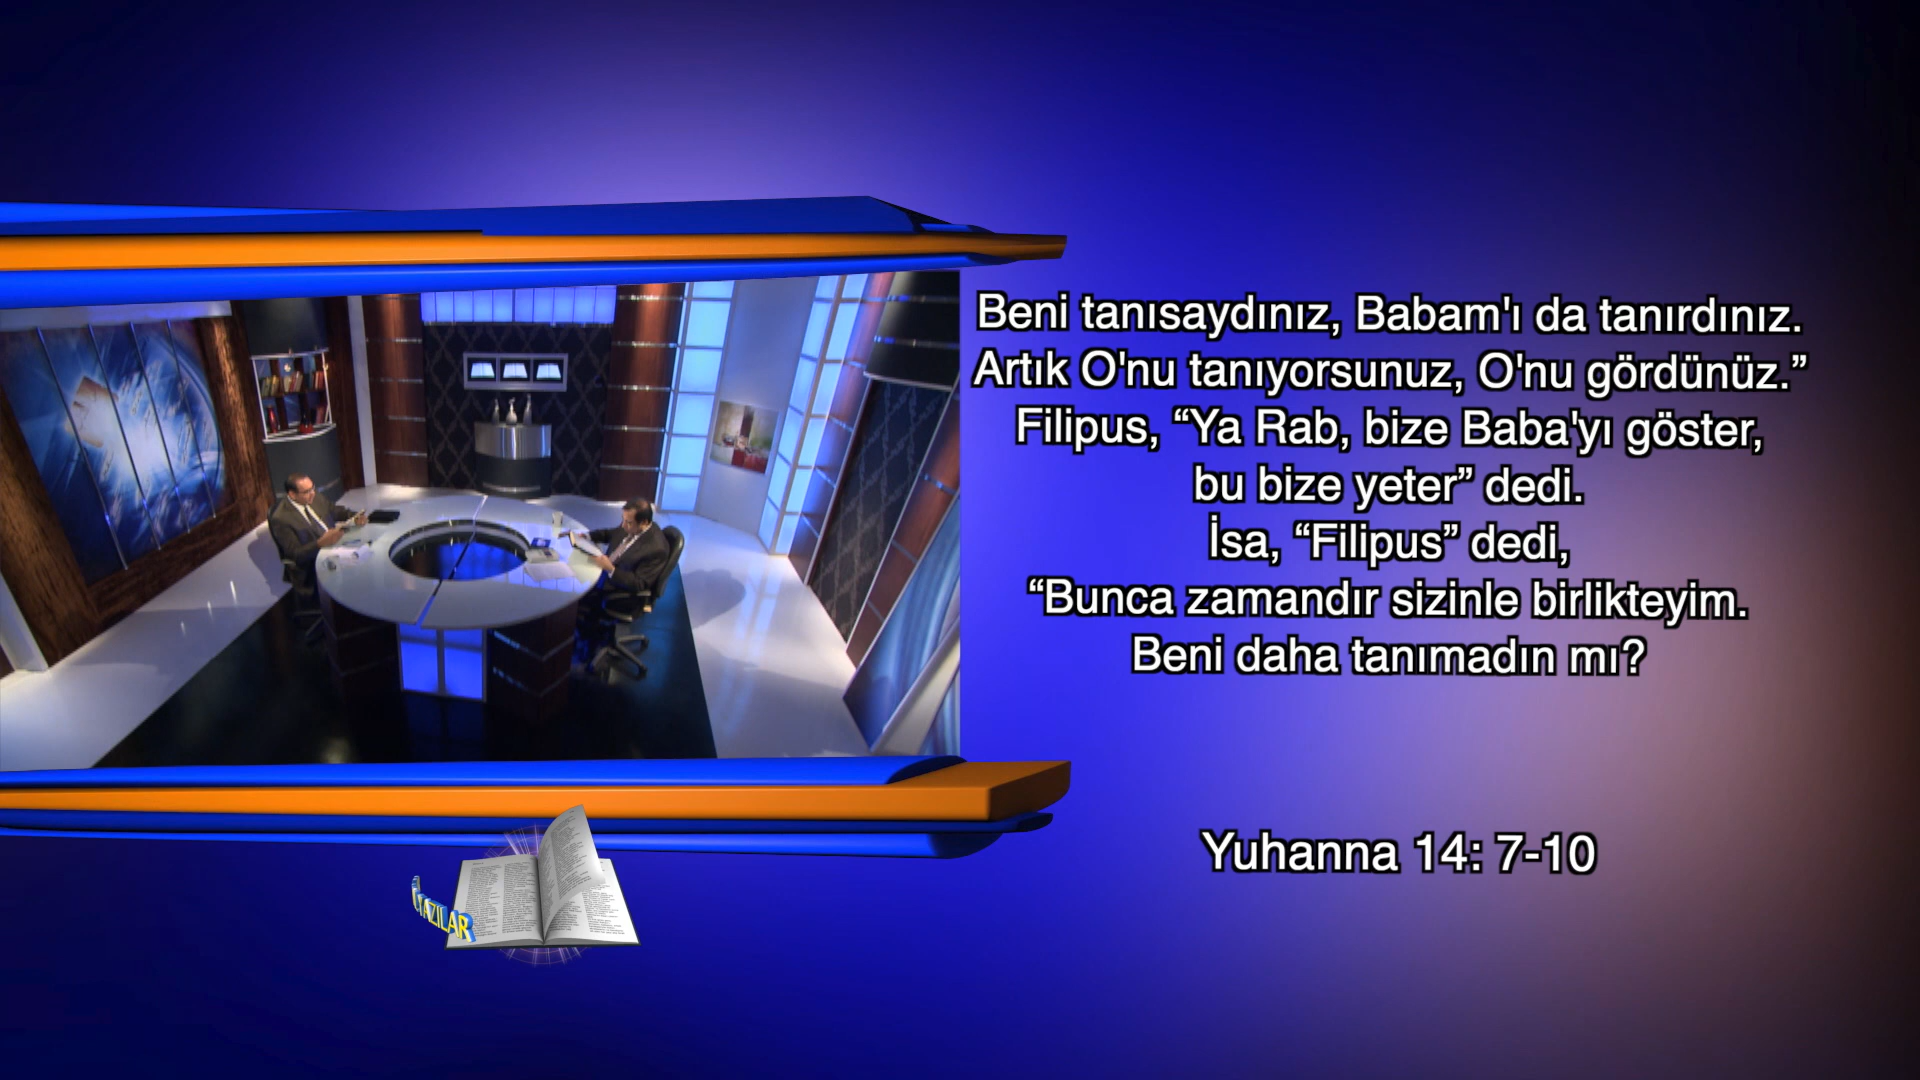 Beni tanısaydınız, Babam'ı da tanırdınız.
Artık O'nu tanıyorsunuz, O'nu gördünüz.”
Filipus, “Ya Rab, bize Baba'yı göster,
bu bize yeter” dedi.
İsa, “Filipus” dedi,
“Bunca zamandır sizinle birlikteyim.
Beni daha tanımadın mı?
Yuhanna 14: 7-10
YAZILAR